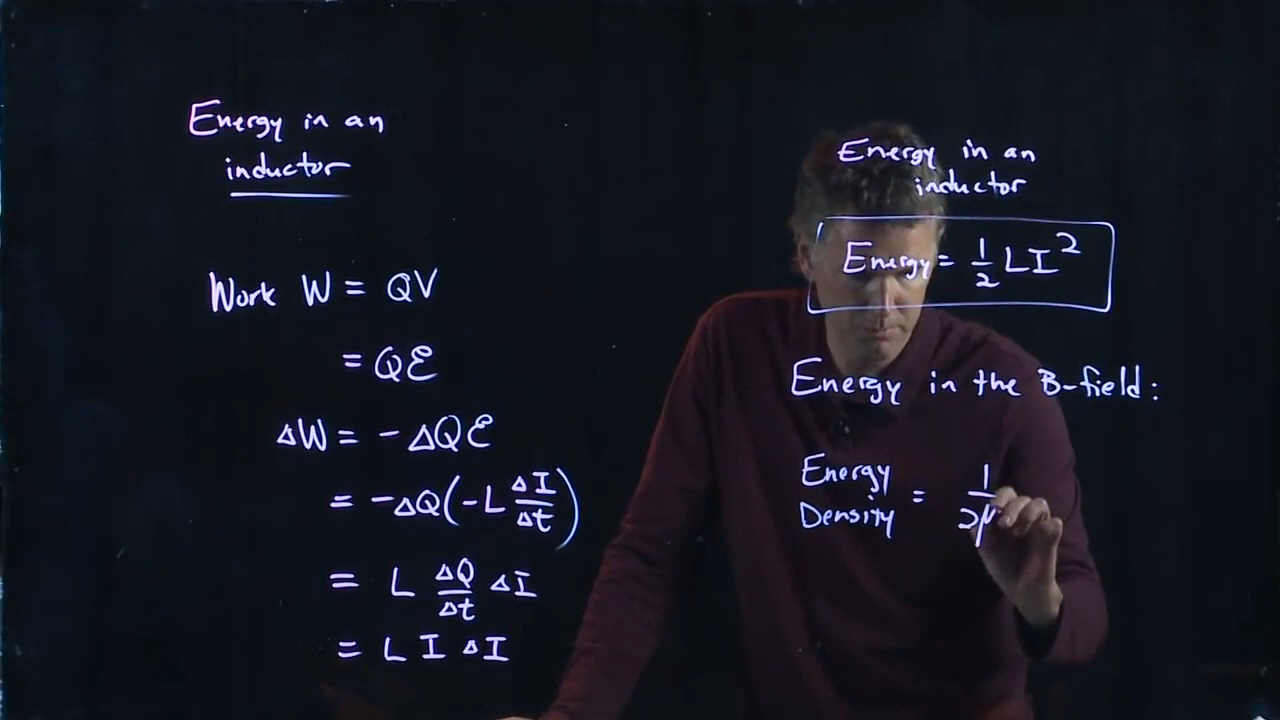 Energy in an
inductor
Work W = QV
= Qℰ
ΔW = -ΔQℰ
= -ΔQ(-L ΔI/Δt)
= L ΔQ/Δt ΔI
= L I ΔI
Energy in an
inductor
Energy = 1/2 LI²
Energy in the B-field:
Energy
Density = 1/2μ